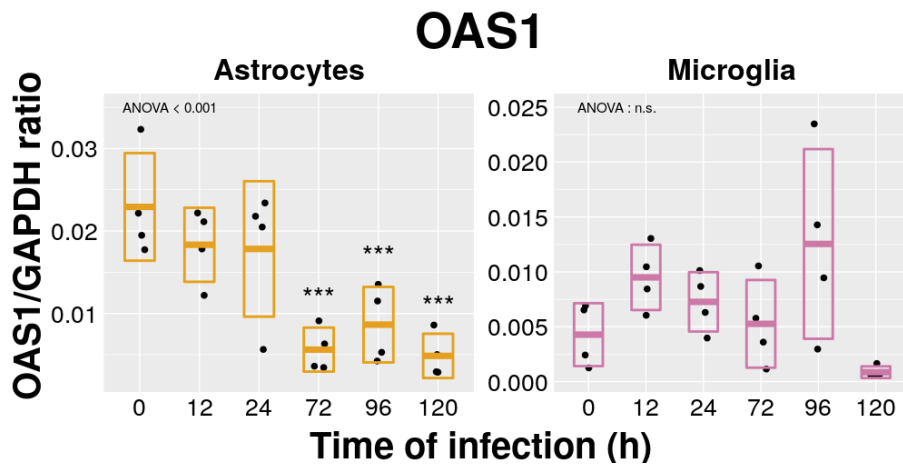 OAS1
Astrocytes
Microglia
OAS1/GAPDH ratio
ANOVA < 0.001
0.03
0.02
0.01
***
***
***
0 12 24 72 96 120
ANOVA : n.s.
0.025
0.020
0.015
0.010
0.005
0.000
0 12 24 72 96 120
Time of infection (h)